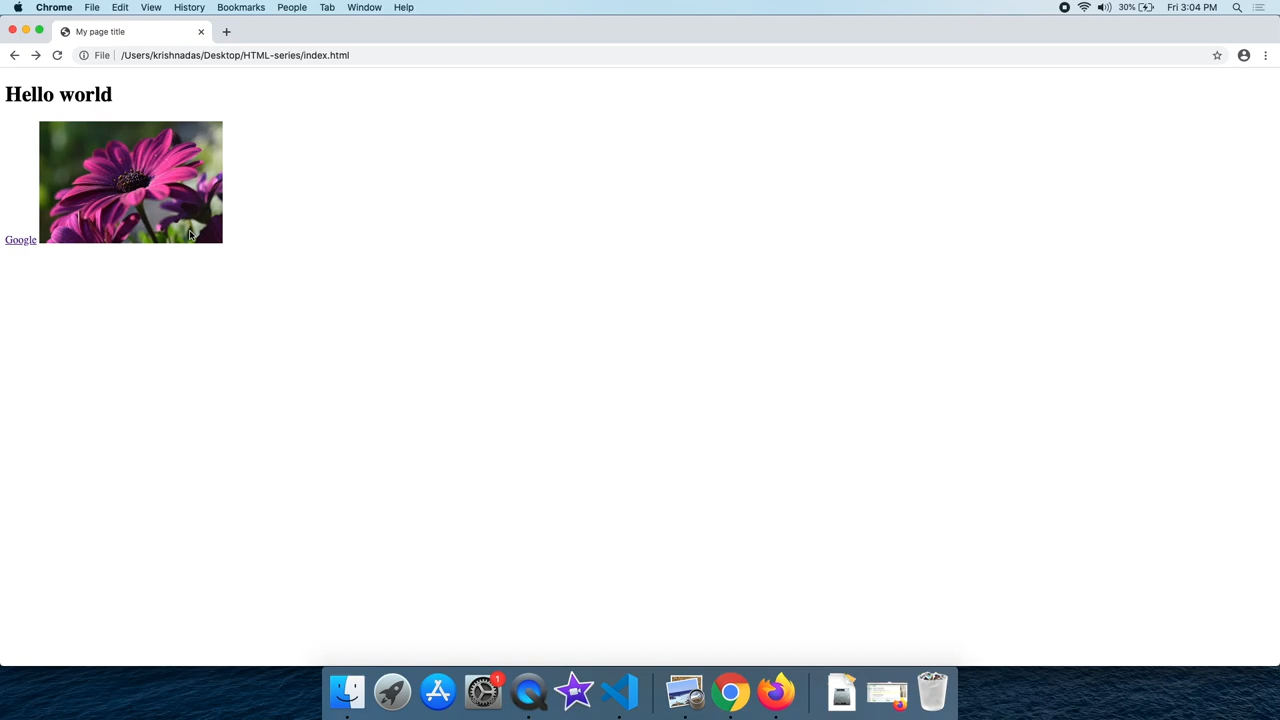 Chrome File Edit View History Bookmarks People Tab Window Help 30% Fri 3:04 PM
My page title
File /Users/krishnadas/Desktop/HTML-series/index.html
Hello world
Google
1